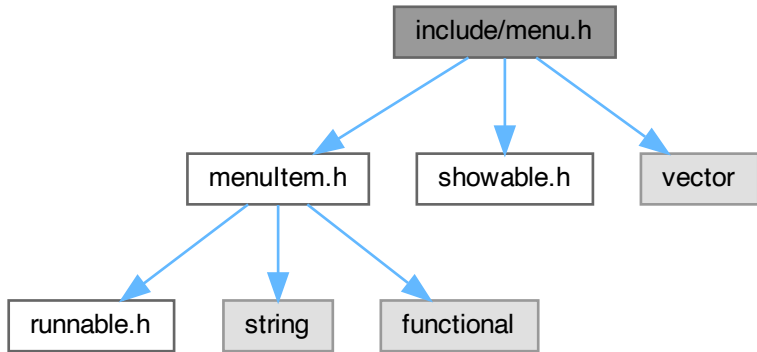 include/menu.h
menuItem.h
showable.h
vector
runnable.h
string
functional